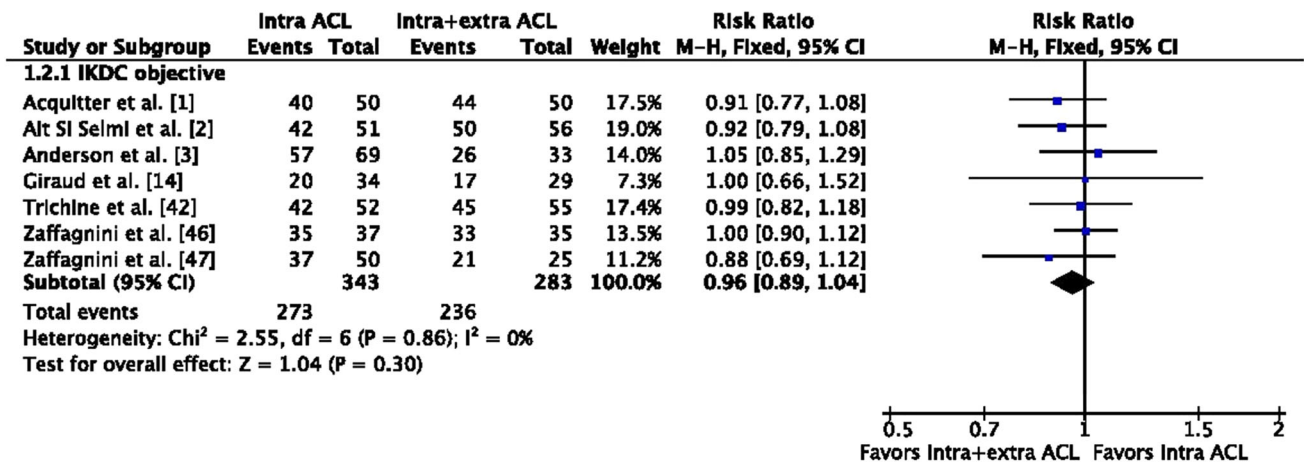 Intra ACL Intra+extra ACL Risk Ratio Risk Ratio
Study or Subgroup Events Total Events Total Weight M-H, Fixed, 95% CI M-H, Fixed, 95% CI
1.2.1 IKDC objective
Acquitter et al. [1] 40 50 44 50 17.5% 0.91 [0.77, 1.08]
Ait Si Selmi et al. [2] 42 51 50 56 19.0% 0.92 [0.79, 1.08]
Anderson et al. [3] 57 69 26 33 14.0% 1.05 [0.85, 1.29]
Giraud et al. [14] 20 34 17 29 7.3% 1.00 [0.66, 1.52]
Trichine et al. [42] 42 52 45 55 17.4% 0.99 [0.82, 1.18]
Zaffagnini et al. [46] 35 37 33 35 13.5% 1.00 [0.90, 1.12]
Zaffagnini et al. [47] 37 50 21 25 11.2% 0.88 [0.69, 1.12]
Subtotal (95% CI) 343 283 100.0% 0.96 [0.89, 1.04]
Total events 273 236
Heterogeneity: Chi² = 2.55, df = 6 (P = 0.86); I² = 0%
Test for overall effect: Z = 1.04 (P = 0.30)
0.5 0.7 1 1.5 2
Favors Intra+extra ACL Favors Intra ACL